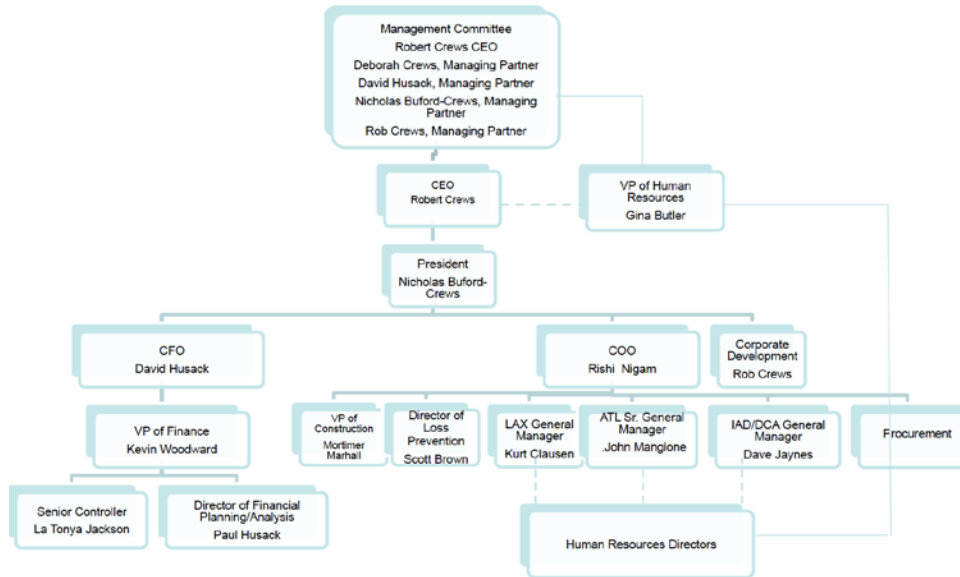 Management Committee
Robert Crews CEO
Deborah Crews, Managing Partner
David Husack, Managing Partner
Nicholas Buford-Crews, Managing
Partner
Rob Crews, Managing Partner
CEO
Robert Crews
VP of Human
Resources
Gina Butler
President
Nicholas Buford-
Crews
CFO
David Husack
COO
Rishi Nigam
Corporate
Development
Rob Crews
VP of Finance
Kevin Woodward
VP of
Construction
Mortimer
Marhall
Director of
Loss
Prevention
Scott Brown
LAX General
Manager
Kurt Clausen
ATL Sr. General
Manager
John Mangione
IAD/DCA General
Manager
Dave Jaynes
Procurement
Senior Controller
La Tonya Jackson
Director of Financial
Planning/Analysis
Paul Husack
Human Resources Directors